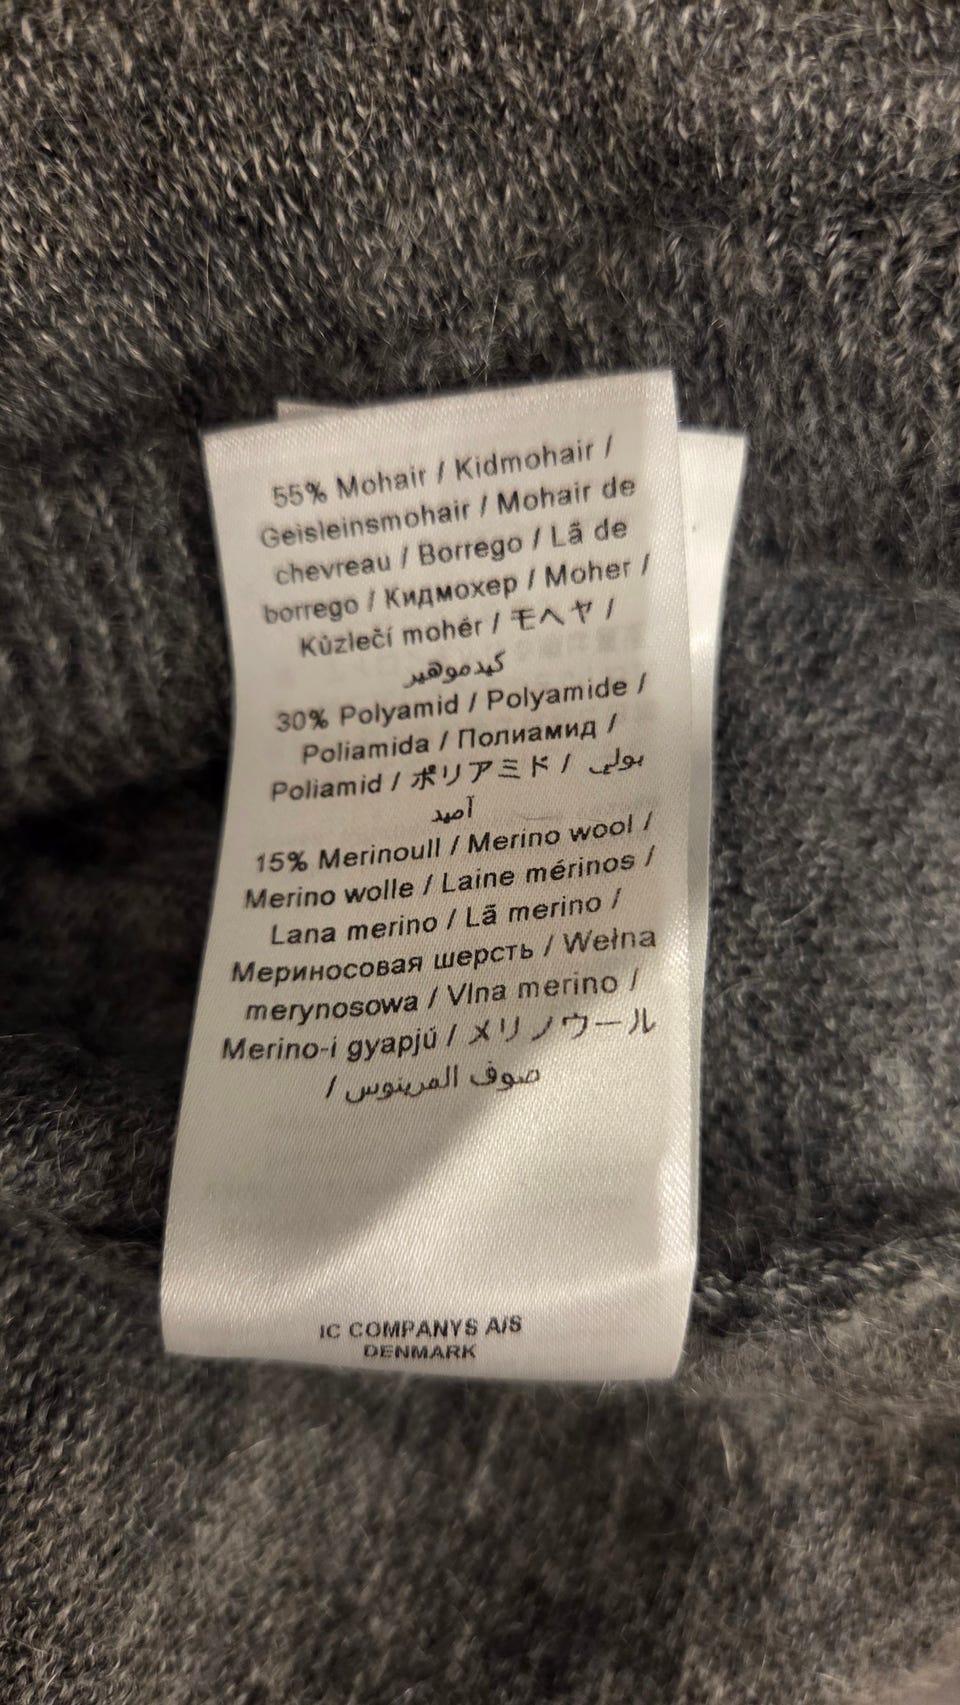 55% Mohair / Kidmohair /
Geisleinsmohair / Mohair de
chevreau / Borrego / Lã de
borrego / Кидмохер / Moher /
Kůzlečí mohér / モヘヤ /
كيدموهير
30% Polyamid / Polyamide /
Poliamida / Полиамид /
Poliamid / ポリアミド / بولي
آميد
15% Merinoull / Merino wool /
Merino wolle / Laine mérinos /
Lana merino / Lã merino /
Мериносовая шерсть / Wełna
merynosowa / Vlna merino /
Merino-i gyapjú / メリノウール
/ صوف المرينوس
IC COMPANYS A/S
DENMARK